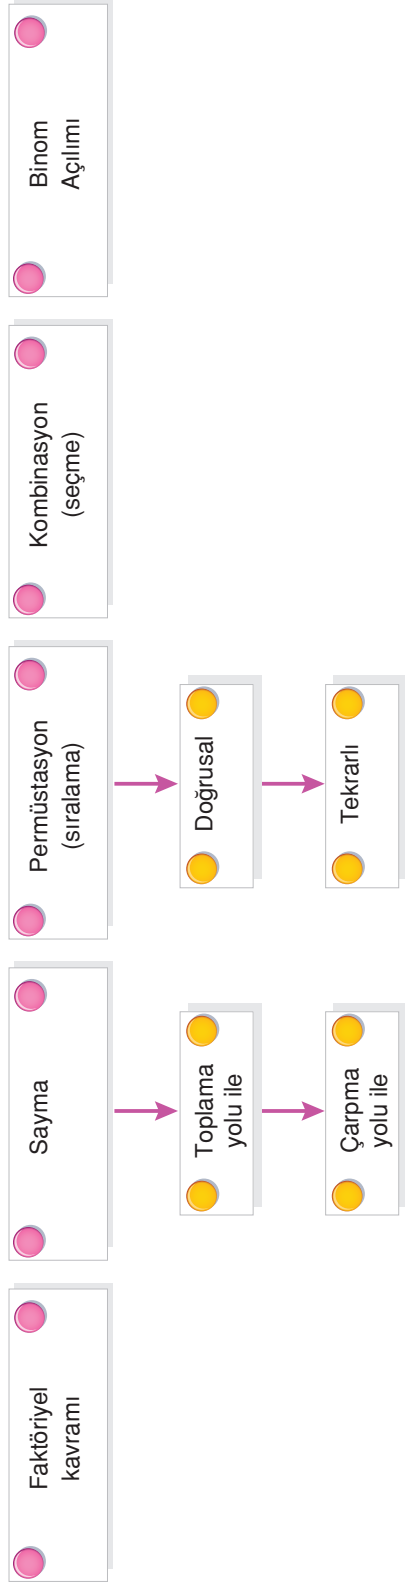 Faktöriyel
kavramı
Sayma
Toplama
yolu ile
Çarpma
yolu ile
Permüstasyon
(sıralama)
Doğrusal
Tekrarlı
Kombinasyon
(seçme)
Binom
Açılımı